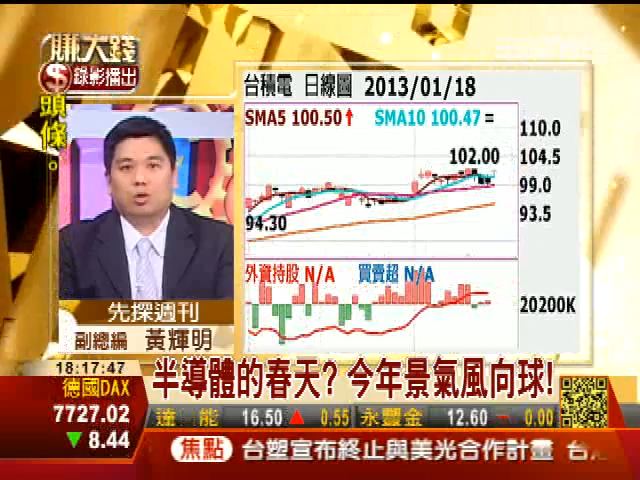 賺大錢
錄影播出
頭條。
台積電 日線圖 2013/01/18
SMA5 100.50↑ SMA10 100.47=
110.0
104.5
99.0
93.5
102.00
94.30
外資持股 N/A 買賣超 N/A
20200K
先探週刊
副總編 黃輝明
18:17:47
德國DAX
7727.02
▼8.44
半導體的春天? 今年景氣風向球!
達 能 16.50 ▲ 0.55 永豐金 12.60 — 0.00
焦點 台塑宣布終止與美光合作計畫